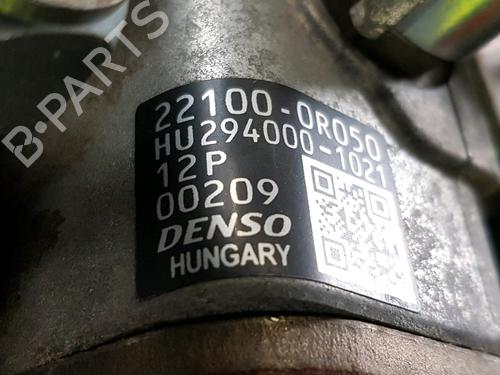 22100-0R050
HU294000-1021
12P
00209
DENSO
HUNGARY
B-PARTS